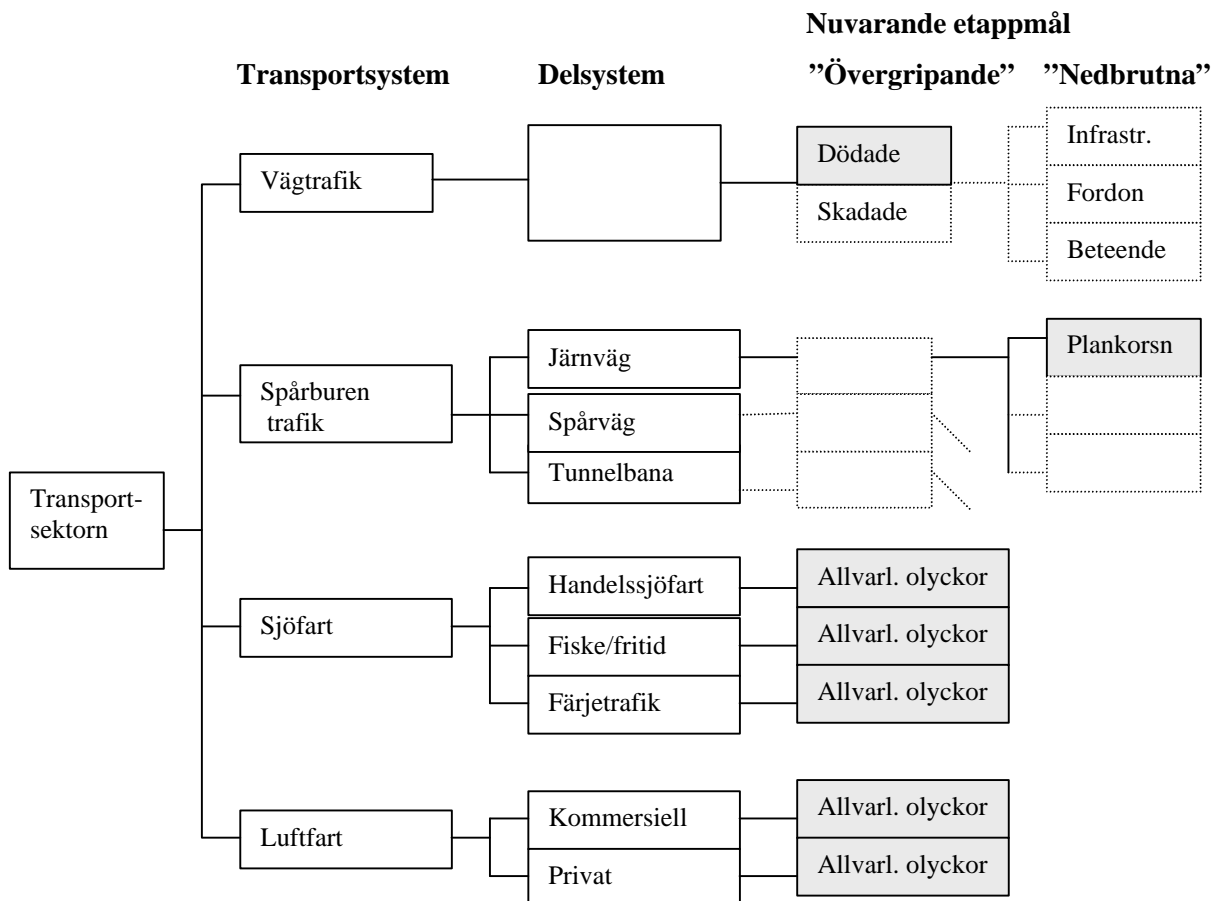 Nuvarande etappmål
Transportsystem
Delsystem
”Övergripande”
”Nedbrutna”
Vägtrafik
Dödade
Skadade
Infrastr.
Fordon
Beteende
Spårburen
trafik
Järnväg
Spårväg
Tunnelbana
Plankorsn
Transport-
sektorn
Sjöfart
Handelssjöfart
Allvarl. olyckor
Fiske/fritid
Allvarl. olyckor
Färjetrafik
Allvarl. olyckor
Luftfart
Kommersiell
Allvarl. olyckor
Privat
Allvarl. olyckor